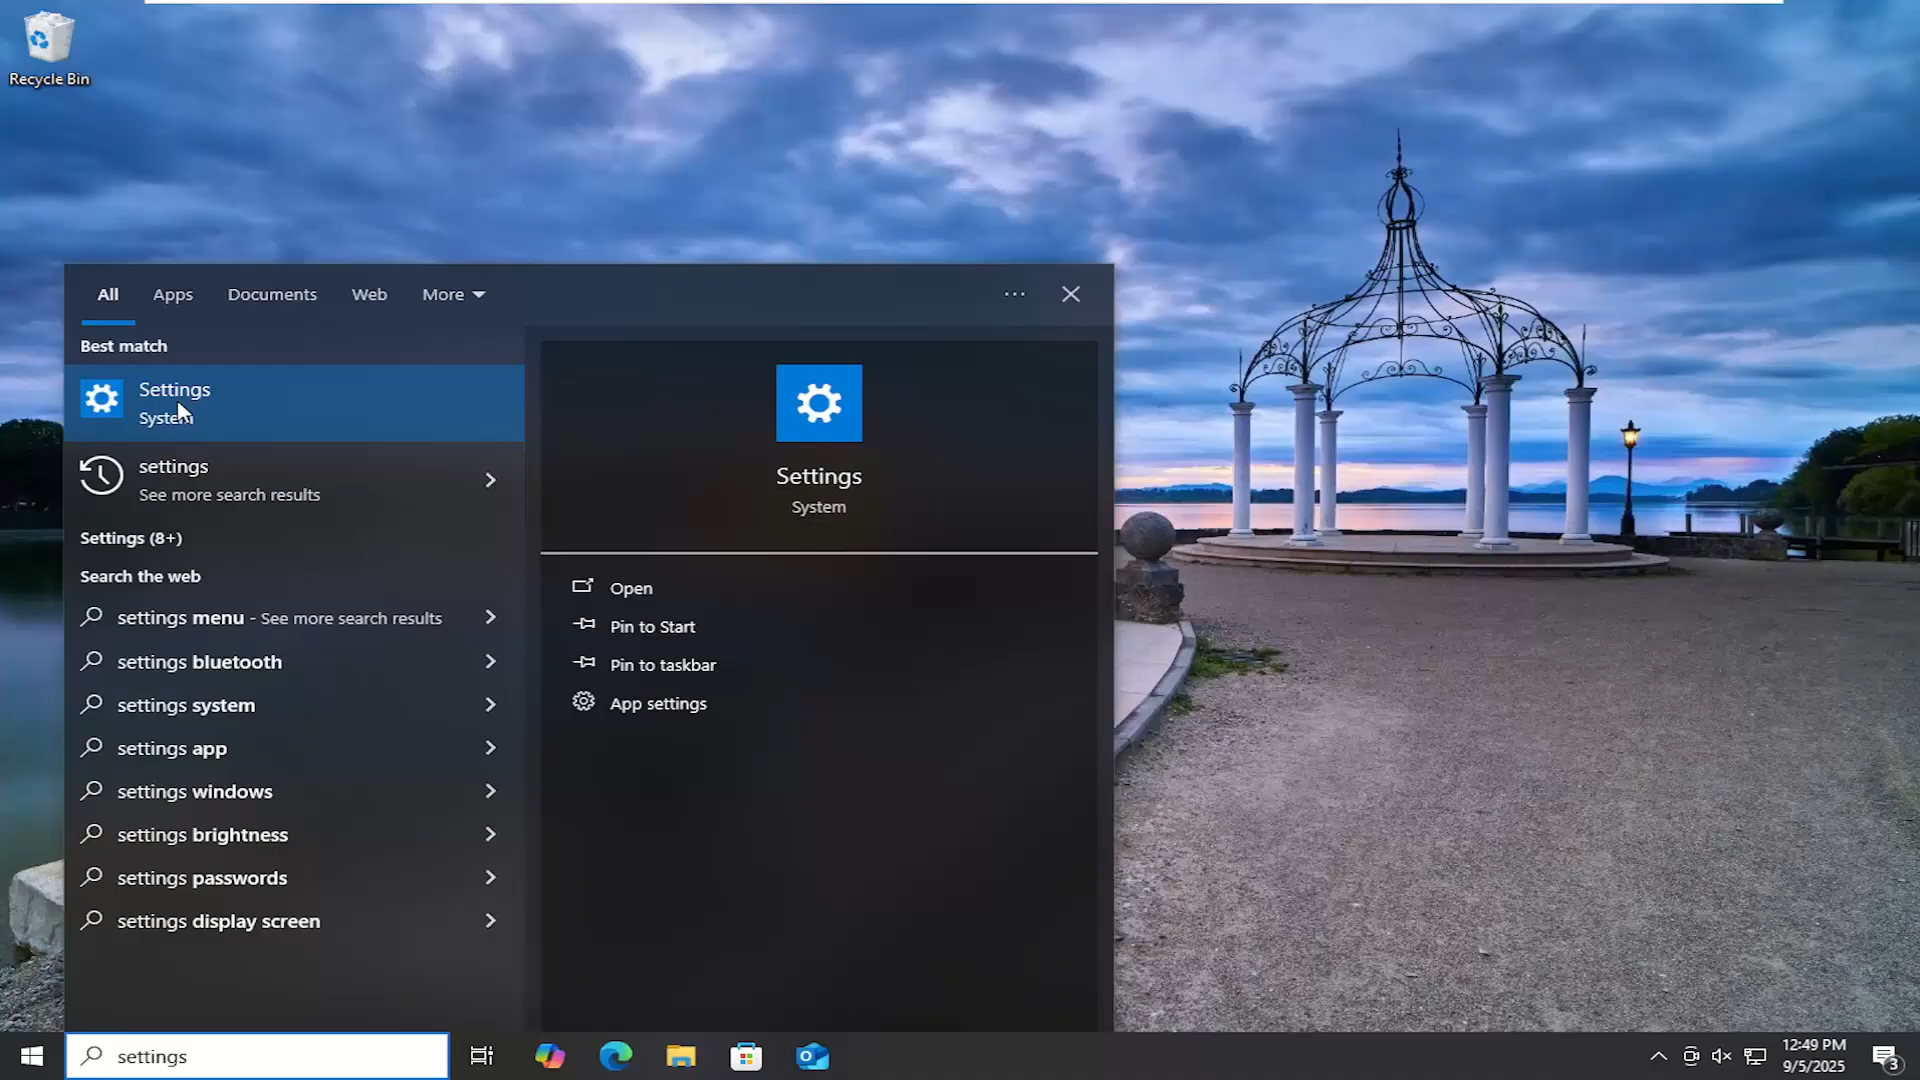 Recycle Bin
All Apps Documents Web More
Best match
Settings
System
settings
See more search results
Settings (8+)
Search the web
settings menu - See more search results
settings bluetooth
settings system
settings app
settings windows
settings brightness
settings passwords
settings display screen
Settings
System
Open
Pin to Start
Pin to taskbar
App settings
settings
12:49 PM
9/5/2025
3